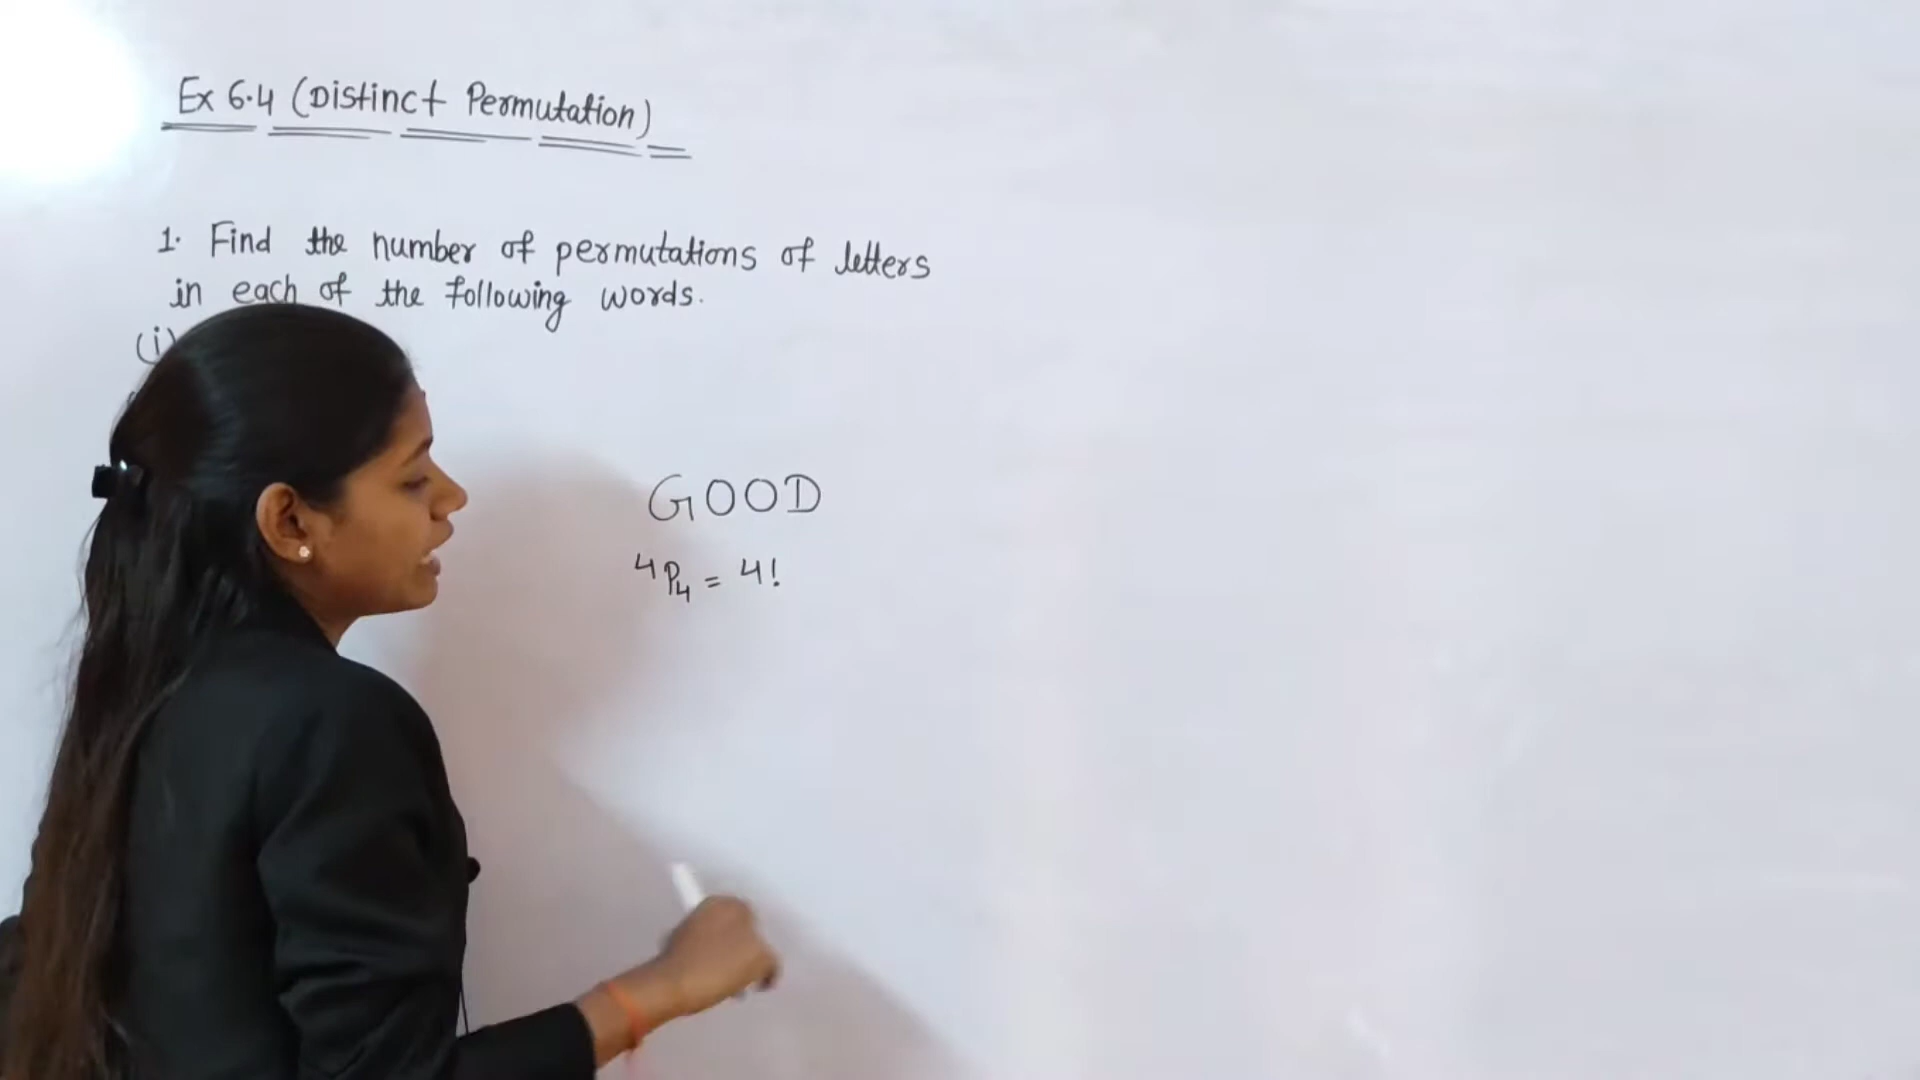 Ex 6.4 (Distinct Permutation)
1. Find the number of permutations of letters
in each of the following words.
(i)
GOOD
⁴P₄ = 4!